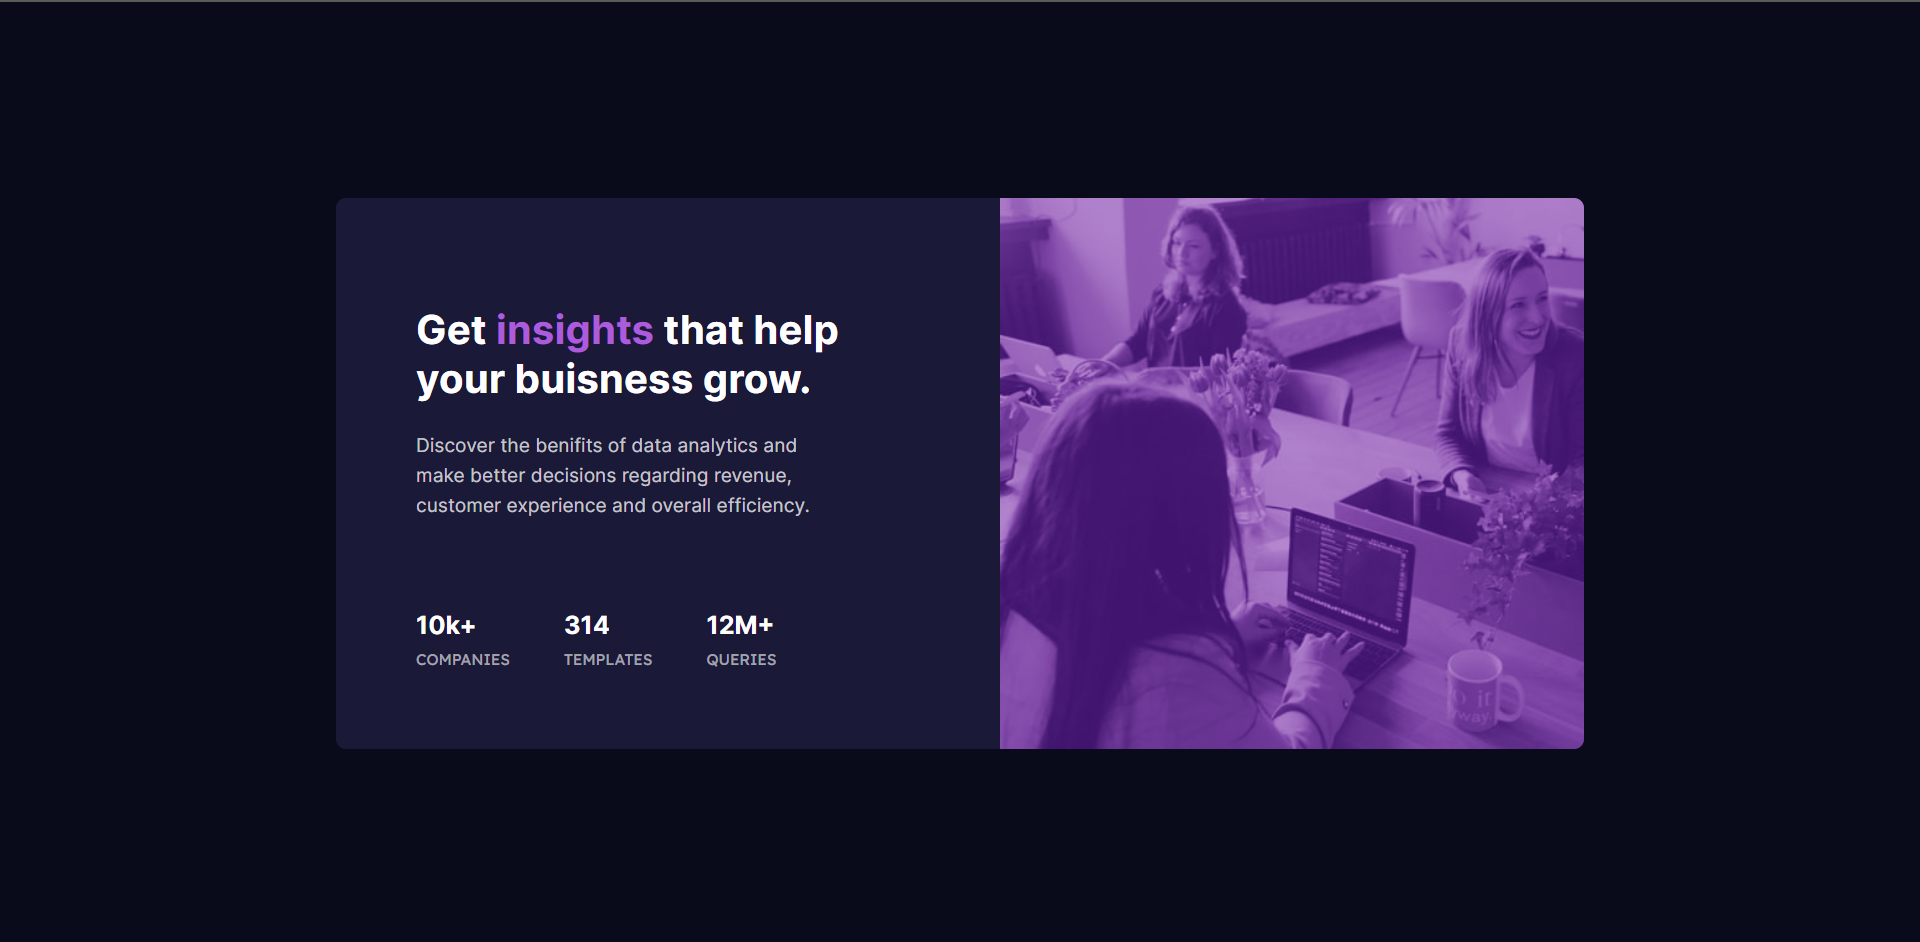 Get insights that help
your buisness grow.
Discover the benifits of data analytics and
make better decisions regarding revenue,
customer experience and overall efficiency.
10k+ 314 12M+
COMPANIES TEMPLATES QUERIES